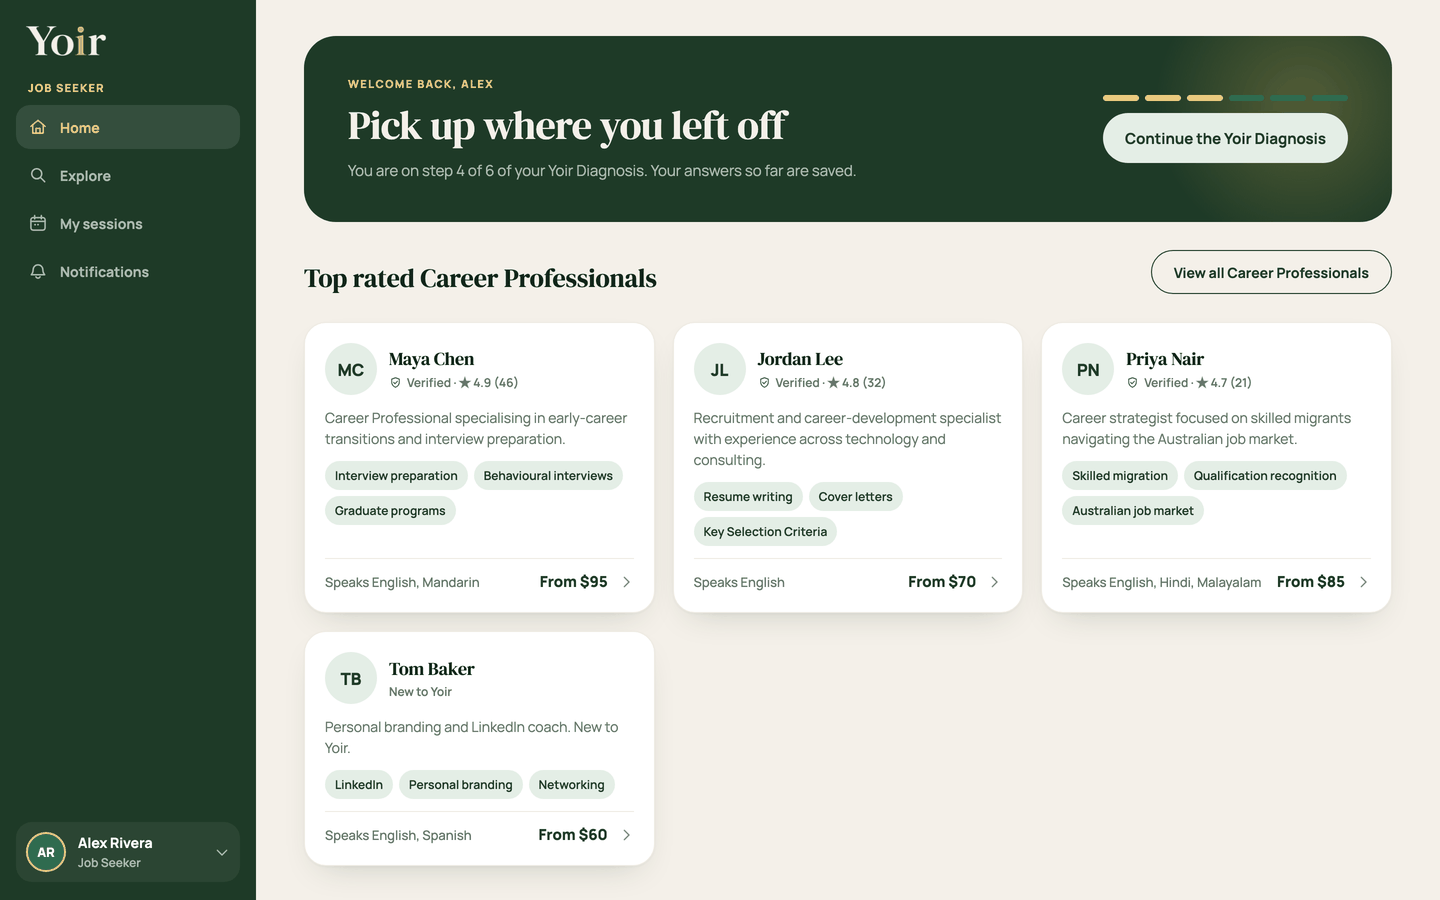 Yoir
JOB SEEKER
Home
Explore
My sessions
Notifications
WELCOME BACK, ALEX
Pick up where you left off
You are on step 4 of 6 of your Yoir Diagnosis. Your answers so far are saved.
Continue the Yoir Diagnosis
Top rated Career Professionals
View all Career Professionals
MC
Maya Chen
Verified · ★ 4.9 (46)
Career Professional specialising in early-career
transitions and interview preparation.
Interview preparation
Behavioural interviews
Graduate programs
Speaks English, Mandarin
From $95
JL
Jordan Lee
Verified · ★ 4.8 (32)
Recruitment and career-development specialist
with experience across technology and
consulting.
Resume writing
Cover letters
Key Selection Criteria
Speaks English
From $70
PN
Priya Nair
Verified · ★ 4.7 (21)
Career strategist focused on skilled migrants
navigating the Australian job market.
Skilled migration
Qualification recognition
Australian job market
Speaks English, Hindi, Malayalam
From $85
TB
Tom Baker
New to Yoir
Personal branding and LinkedIn coach. New to
Yoir.
LinkedIn
Personal branding
Networking
Speaks English, Spanish
From $60
AR
Alex Rivera
Job Seeker